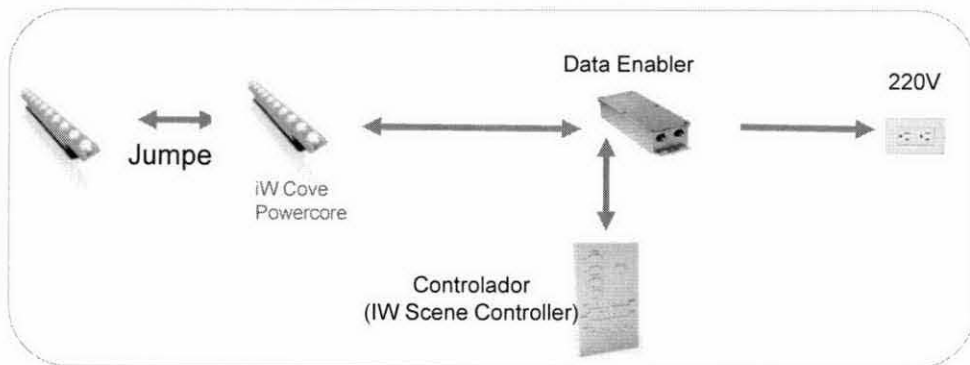 Data Enabler
220V
Jumpe
iW Cove
Powercore
Controlador
(IW Scene Controller)